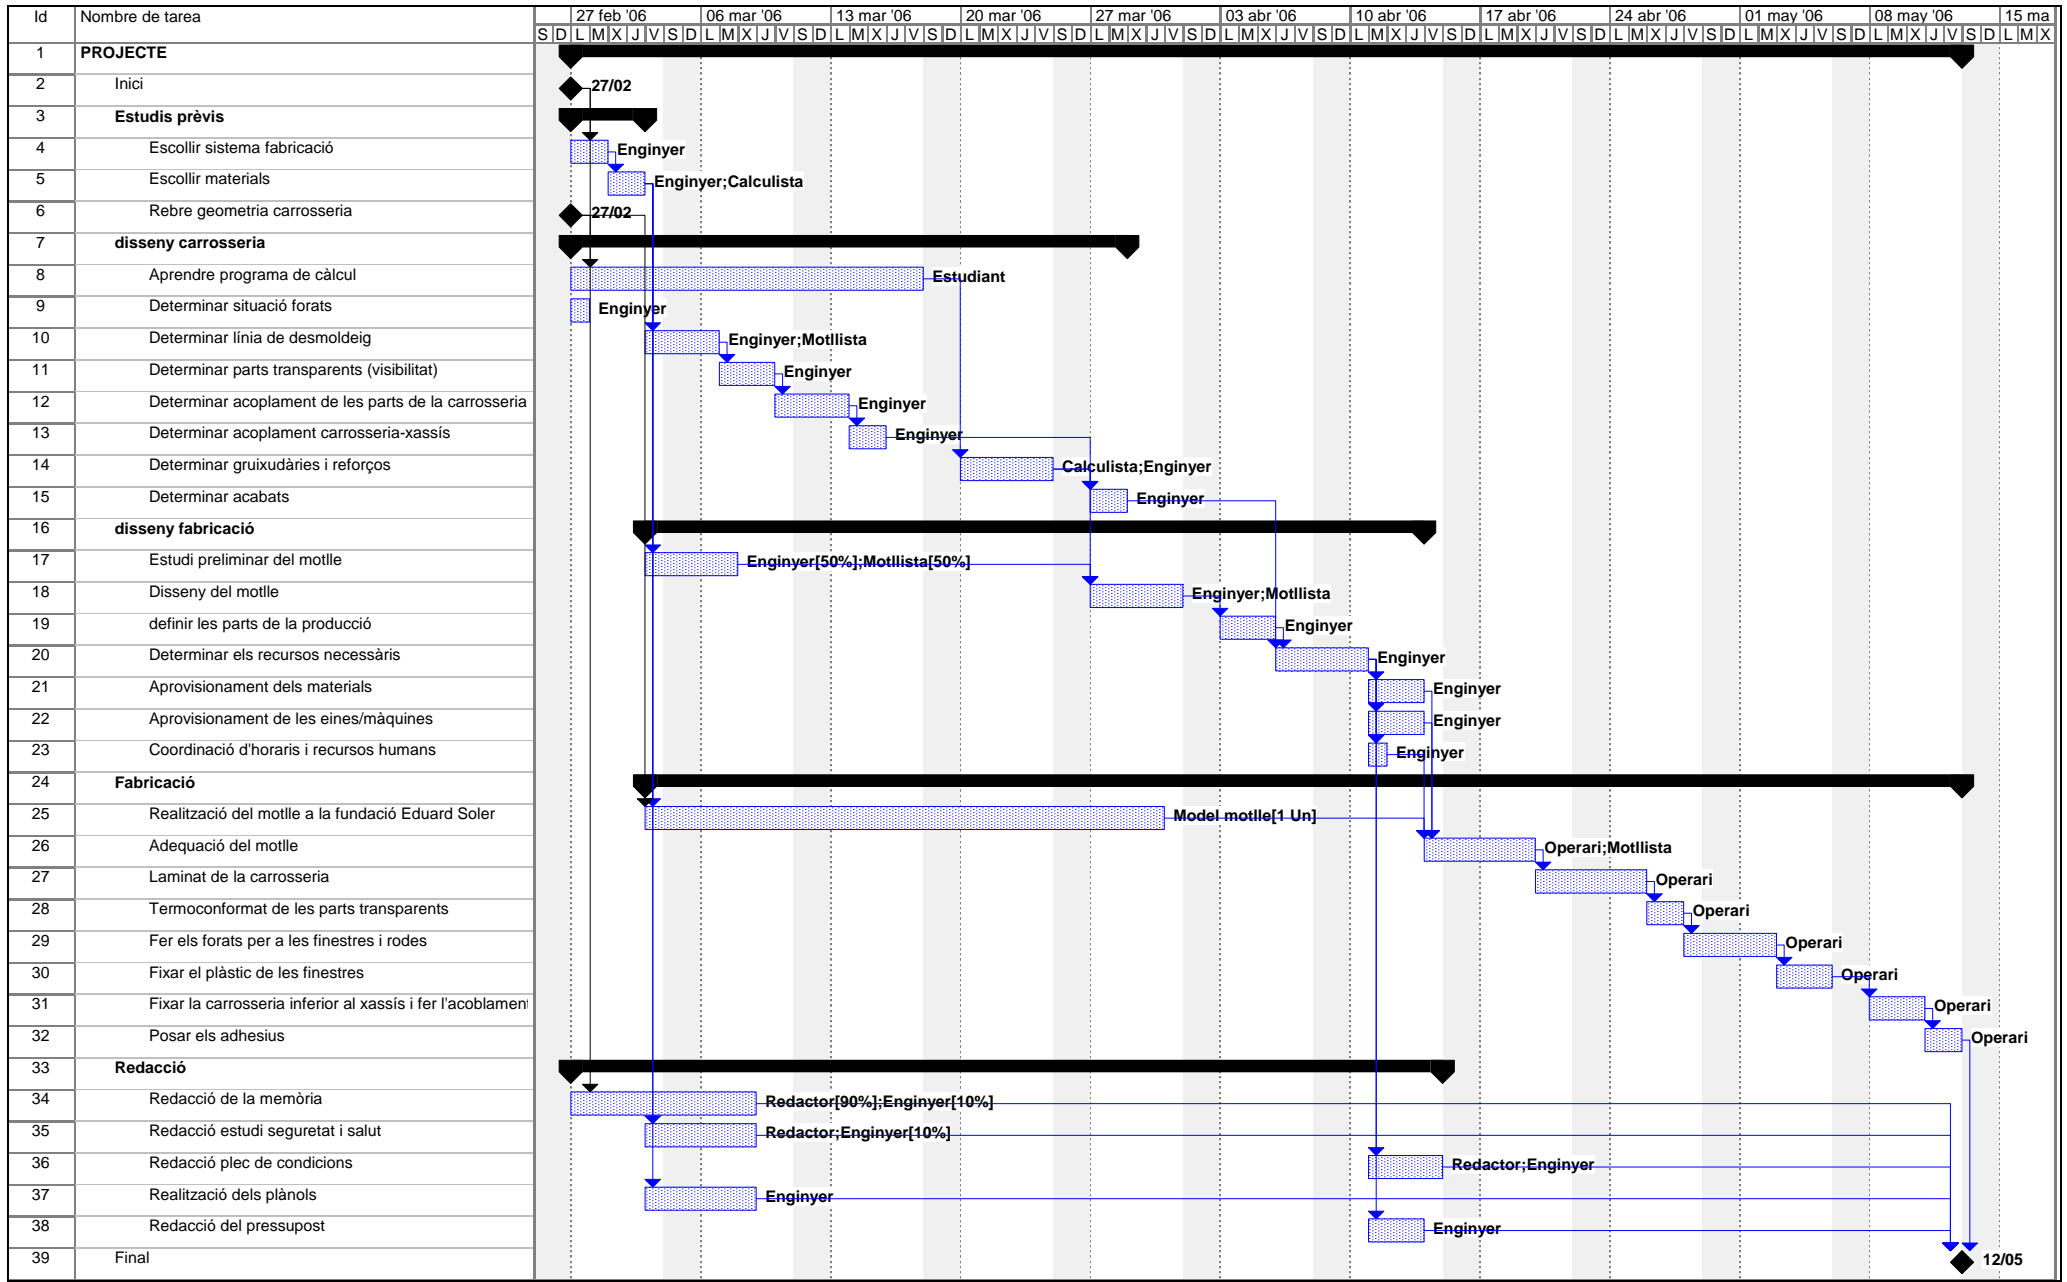 Id Nombre de tarea 27 feb '06 06 mar '06 13 mar '06 20 mar '06 27 mar '06 03 abr '06 10 abr '06 17 abr '06 24 abr '06 01 may '06 08 may '06 15 ma
S D L M X J V S D L M X J V S D L M X J V S D L M X J V S D L M X J V S D L M X J V S D L M X J V S D L M X J V S D L M X J V S D L M X J V S D L M X J V S D L M X
1 PROJECTE
2 Inici 27/02
3 Estudis prèvis
4 Escollir sistema fabricació Enginyer
5 Escollir materials Enginyer;Calculista
6 Rebre geometria carrosseria 27/02
7 disseny carrosseria
8 Aprendre programa de càlcul Estudiant
9 Determinar situació forats Enginyer
10 Determinar línia de desmoldeig Enginyer;Motllista
11 Determinar parts transparents (visibilitat) Enginyer
12 Determinar acoplament de les parts de la carrosseria Enginyer
13 Determinar acoplament carrosseria-xassís Enginyer
14 Determinar gruixudàries i reforços Calculista;Enginyer
15 Determinar acabats Enginyer
16 disseny fabricació
17 Estudi preliminar del motlle Enginyer[50%];Motllista[50%]
18 Disseny del motlle Enginyer;Motllista
19 definir les parts de la producció Enginyer
20 Determinar els recursos necessàris Enginyer
21 Aprovisionament dels materials Enginyer
22 Aprovisionament de les eines/màquines Enginyer
23 Coordinació d'horaris i recursos humans Enginyer
24 Fabricació
25 Realització del motlle a la fundació Eduard Soler Model motlle[1 Un]
26 Adequació del motlle Operari;Motllista
27 Laminat de la carrosseria Operari
28 Termoconformat de les parts transparents Operari
29 Fer els forats per a les finestres i rodes Operari
30 Fixar el plàstic de les finestres Operari
31 Fixar la carrosseria inferior al xassís i fer l'acoblament Operari
32 Posar els adhesius Operari
33 Redacció
34 Redacció de la memòria Redactor[90%];Enginyer[10%]
35 Redacció estudi seguretat i salut Redactor;Enginyer[10%]
36 Redacció plec de condicions Redactor;Enginyer
37 Realització dels plànols Enginyer
38 Redacció del pressupost Enginyer
39 Final 12/05